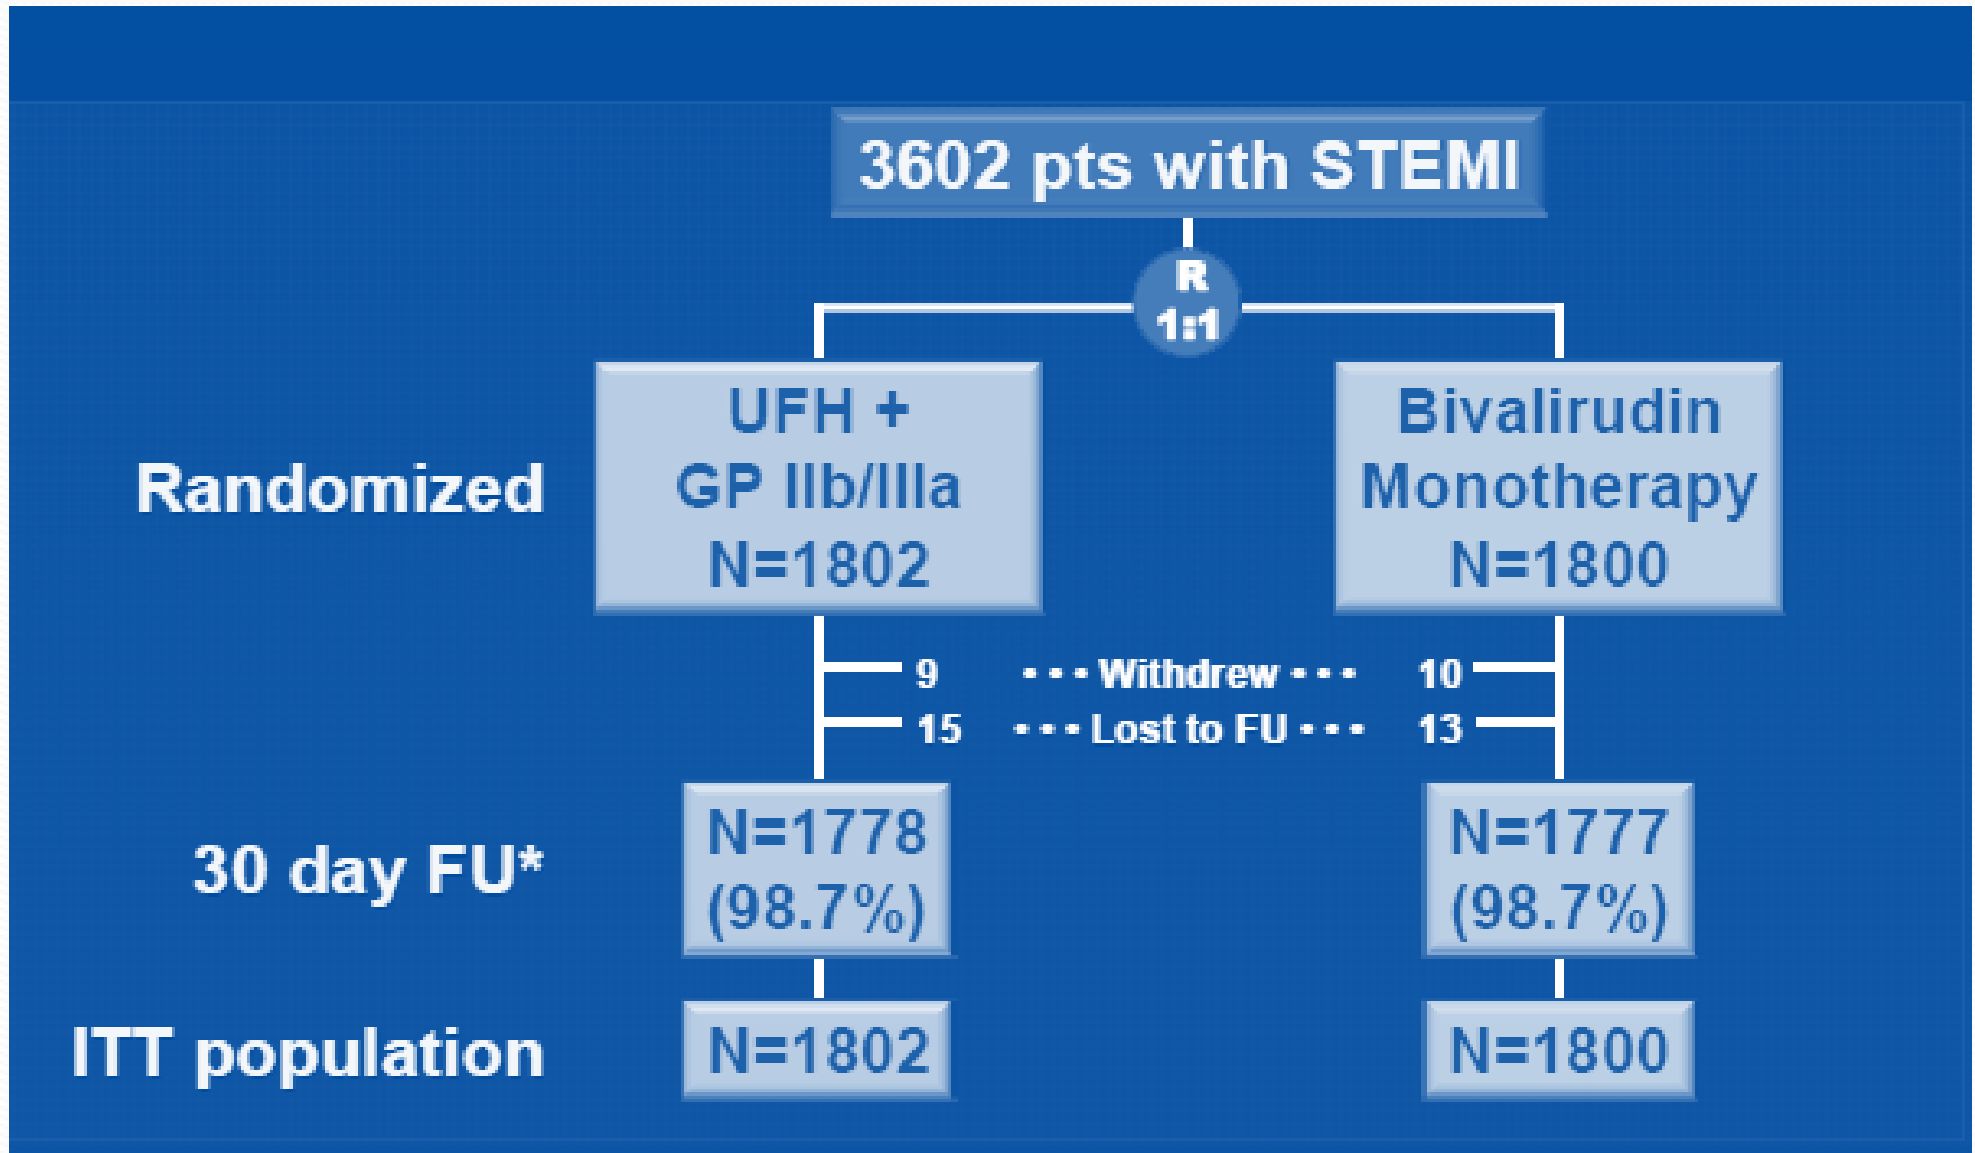 3602 pts with STEMI
R
1:1
Randomized
UFH +
GP IIb/IIIa
N=1802
Bivalirudin
Monotherapy
N=1800
9 • • • Withdrew • • • 10
15 • • • Lost to FU • • • 13
30 day FU*
N=1778
(98.7%)
N=1777
(98.7%)
ITT population
N=1802
N=1800